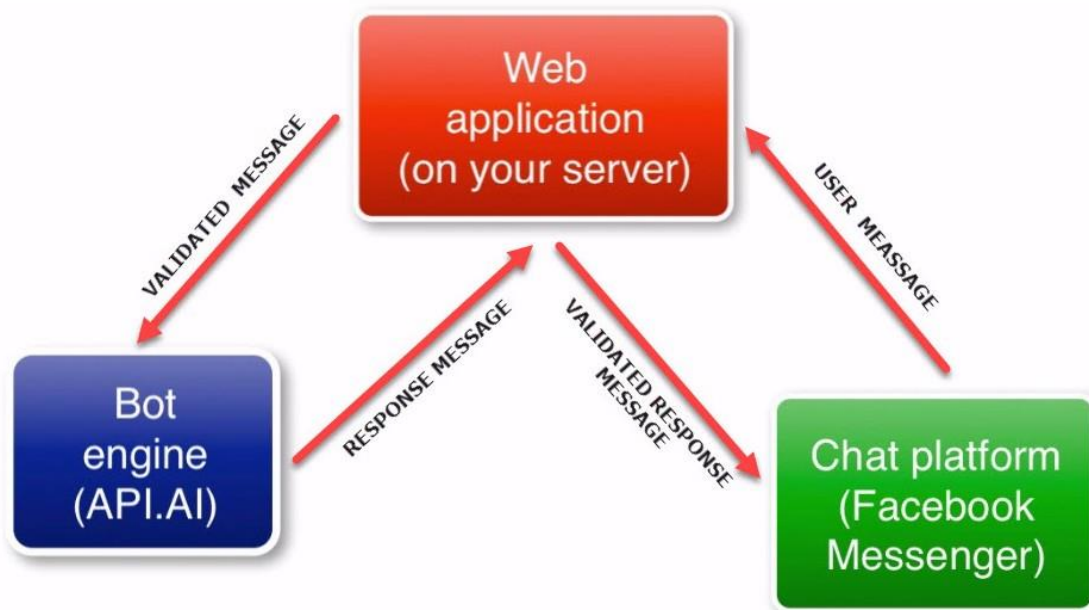 Web
application
(on your server)
VALIDATED MESSAGE
USER MEASSAGE
RESPONSE MESSAGE
VALIDATED RESPONSE
MESSAGE
Bot
engine
(API.AI)
Chat platform
(Facebook
Messenger)